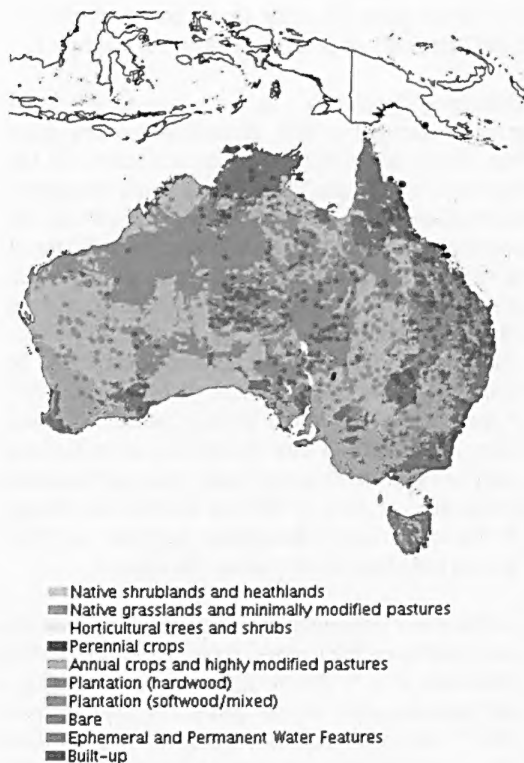 Native shrublands and heathlands
Native grasslands and minimally modified pastures
Horticultural trees and shrubs
Perennial crops
Annual crops and highly modified pastures
Plantation (hardwood)
Plantation (softwood/mixed)
Bare
Ephemeral and Permanent Water Features
Built-up